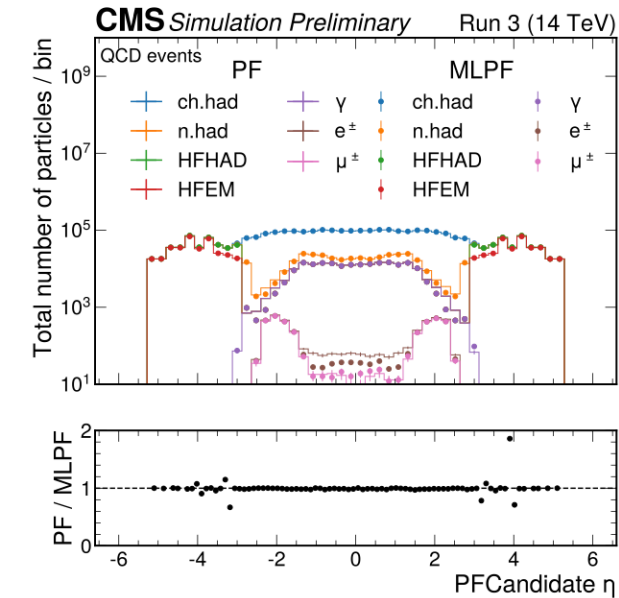 CMS Simulation Preliminary Run 3 (14 TeV)
QCD events
PF MLPF
ch.had γ ch.had γ
n.had e± n.had e±
HFHAD μ± HFHAD μ±
HFEM HFEM
Total number of particles / bin
10⁹
10⁷
10⁵
10³
10¹
PF / MLPF
2
1
0
-6 -4 -2 0 2 4 6
PFCandidate η